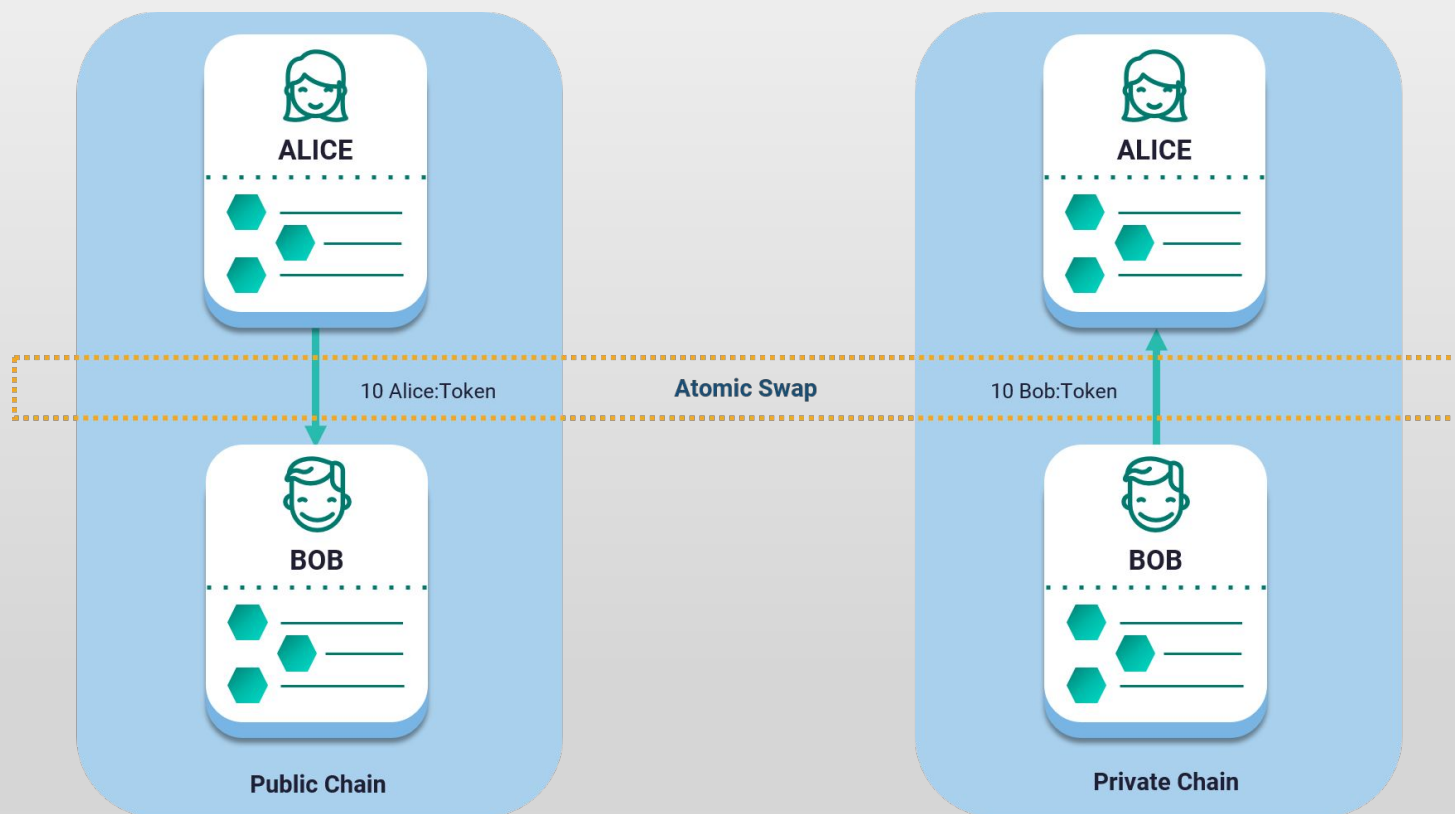 ALICE
ALICE
10 Alice:Token
Atomic Swap
10 Bob:Token
BOB
BOB
Public Chain
Private Chain